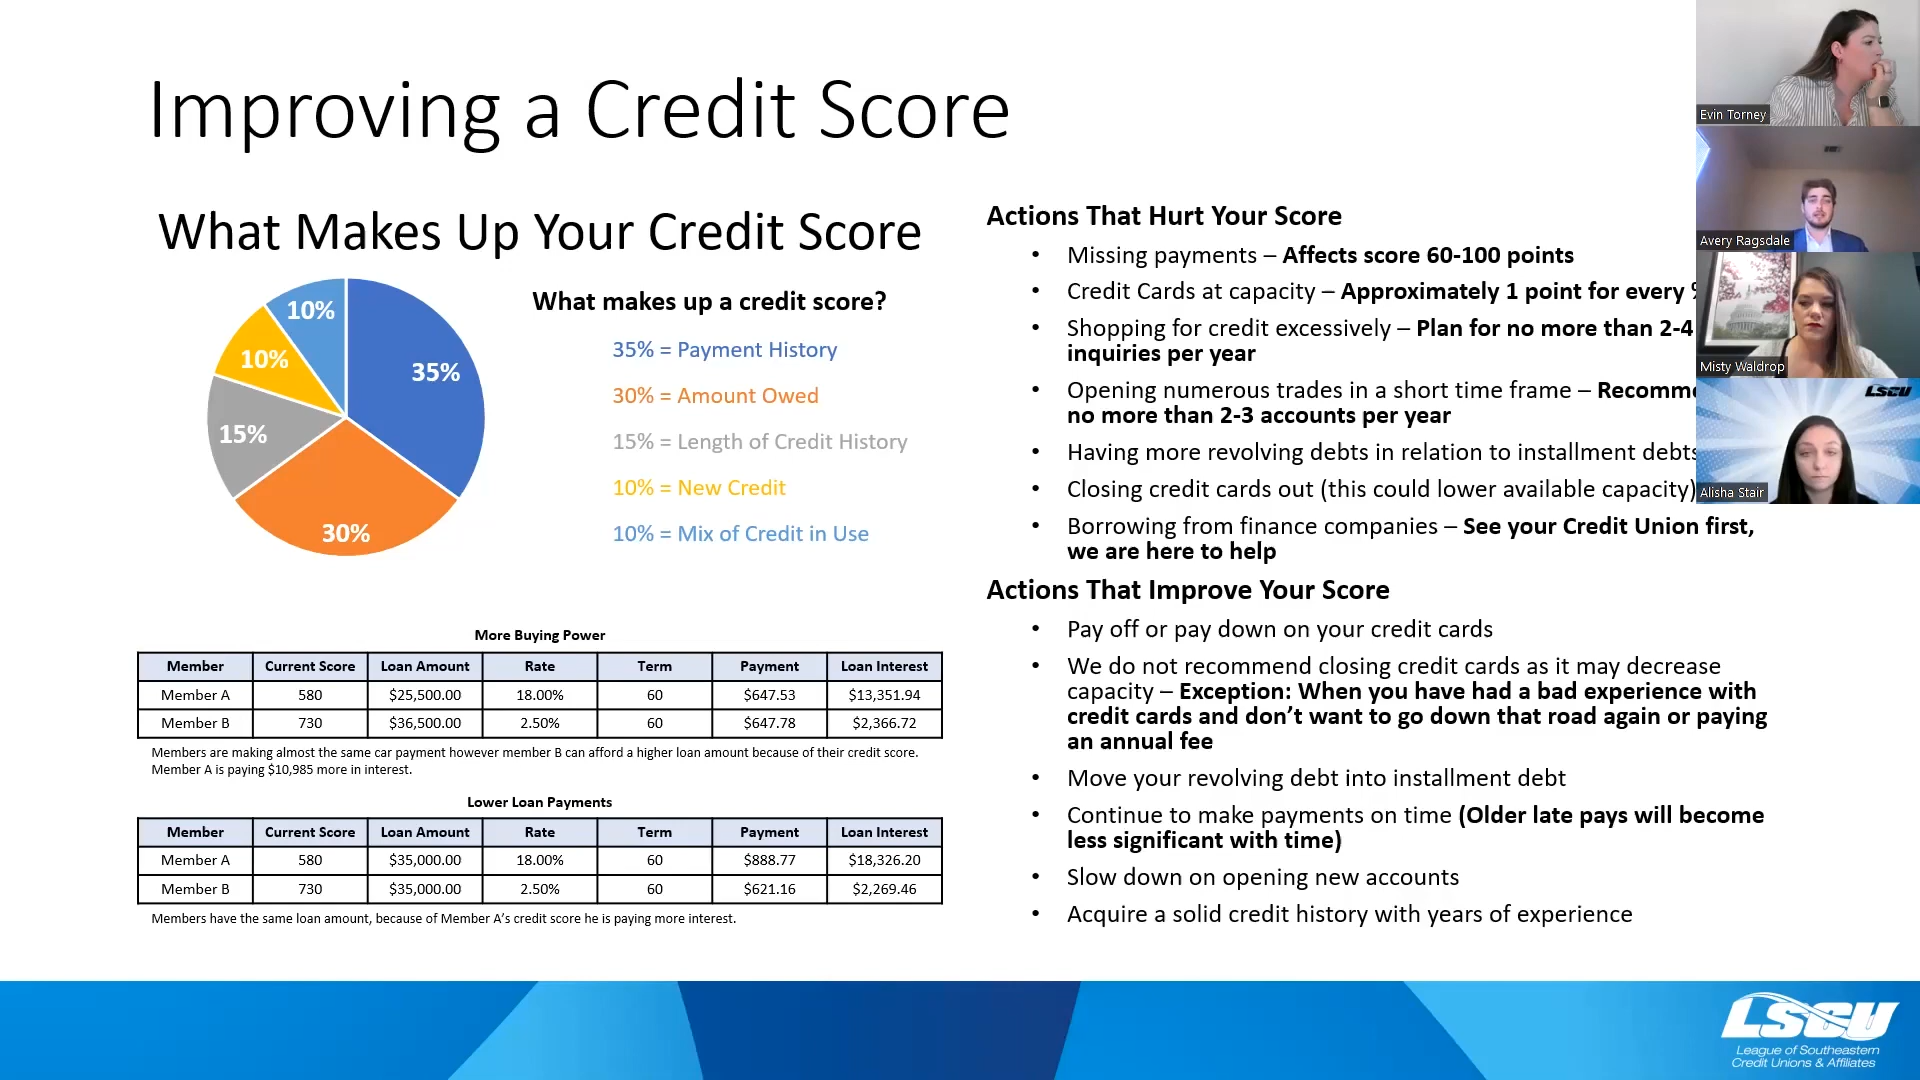 Improving a Credit Score
What Makes Up Your Credit Score
10%
10%
35%
15%
30%
What makes up a credit score?
35% = Payment History
30% = Amount Owed
15% = Length of Credit History
10% = New Credit
10% = Mix of Credit in Use
More Buying Power
Member Current Score Loan Amount Rate Term Payment Loan Interest
Member A 580 $25,500.00 18.00% 60 $647.53 $13,351.94
Member B 730 $36,500.00 2.50% 60 $647.78 $2,366.72
Members are making almost the same car payment however member B can afford a higher loan amount because of their credit score.
Member A is paying $10,985 more in interest.
Lower Loan Payments
Member Current Score Loan Amount Rate Term Payment Loan Interest
Member A 580 $35,000.00 18.00% 60 $888.77 $18,326.20
Member B 730 $35,000.00 2.50% 60 $621.16 $2,269.46
Members have the same loan amount, because of Member A's credit score he is paying more interest.
Actions That Hurt Your Score
• Missing payments – Affects score 60-100 points
• Credit Cards at capacity – Approximately 1 point for every
• Shopping for credit excessively – Plan for no more than 2-4
inquiries per year
• Opening numerous trades in a short time frame –
no more than 2-3 accounts per year
• Having more revolving debts in relation to installment debts
• Closing credit cards out (this could lower available capacity)
• Borrowing from finance companies – See your Credit Union first,
we are here to help
Actions That Improve Your Score
• Pay off or pay down on your credit cards
• We do not recommend closing credit cards as it may decrease
capacity – Exception: When you have had a bad experience with
credit cards and don't want to go down that road again or paying
an annual fee
• Move your revolving debt into installment debt
• Continue to make payments on time (Older late pays will become
less significant with time)
• Slow down on opening new accounts
• Acquire a solid credit history with years of experience
Evin Torney
Avery Ragsdale
Misty Waldrop
LSCU
Alisha Stair
LSCU
League of Southeastern
Credit Unions & Affiliates